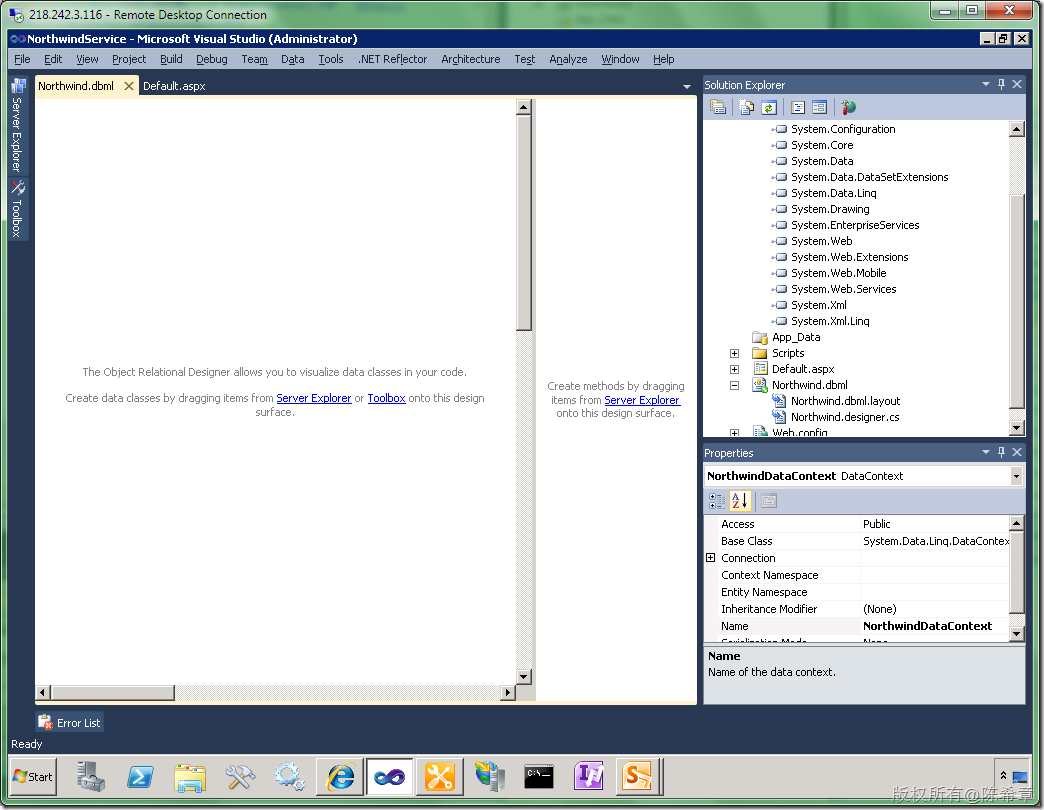 218.242.3.116 - Remote Desktop Connection
NorthwindService - Microsoft Visual Studio (Administrator)
File Edit View Project Build Debug Team Data Tools .NET Reflector Architecture Test Analyze Window Help
Server Explorer
Toolbox
Northwind.dbml
Default.aspx
The Object Relational Designer allows you to visualize data classes in your code.
Create data classes by dragging items from Server Explorer or Toolbox onto this design
surface.
Create methods by dragging
items from Server Explorer
onto this design surface.
Solution Explorer
System.Configuration
System.Core
System.Data
System.Data.DataSetExtensions
System.Data.Linq
System.Drawing
System.EnterpriseServices
System.Web
System.Web.Extensions
System.Web.Mobile
System.Web.Services
System.Xml
System.Xml.Linq
App_Data
Scripts
Default.aspx
Northwind.dbml
Northwind.dbml.layout
Northwind.designer.cs
Web.config
Properties
NorthwindDataContext DataContext
Access Public
Base Class System.Data.Linq.DataContex
Connection
Context Namespace
Entity Namespace
Inheritance Modifier (None)
Name NorthwindDataContext
Serialization Mode None
Name
Name of the data context.
Error List
Ready
Start
版权所有@陈希章